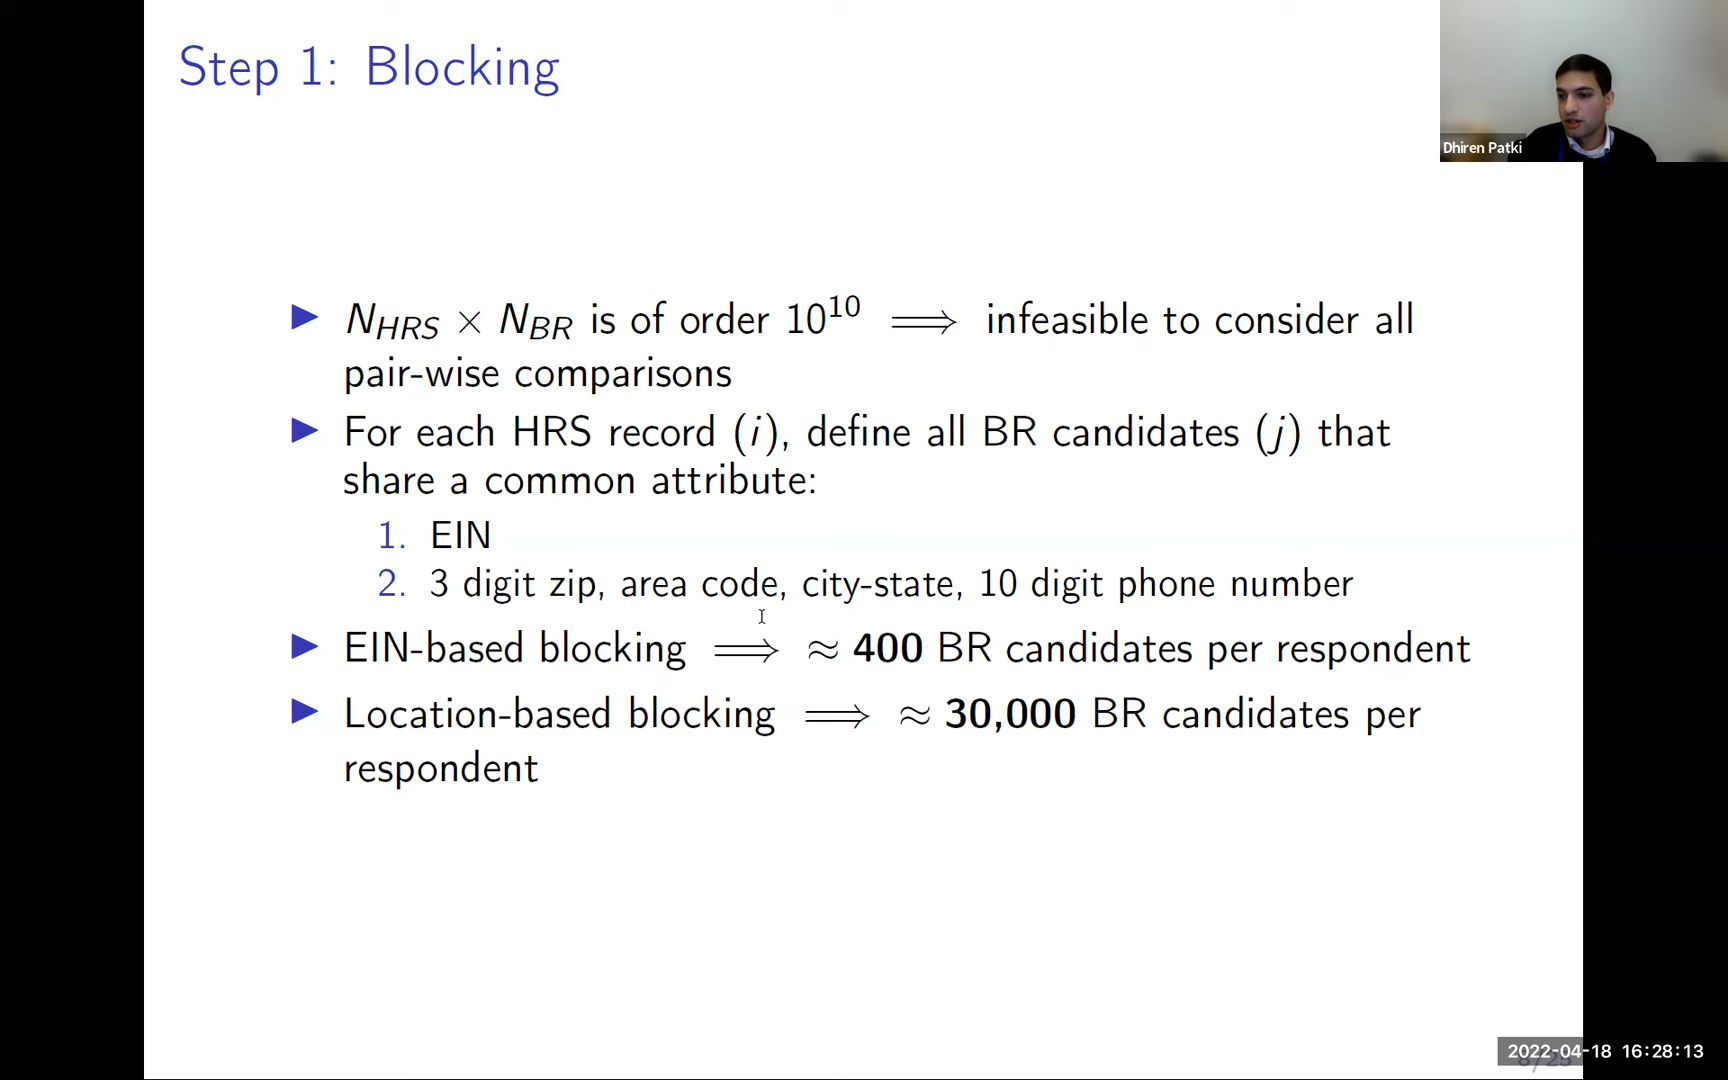 Step 1: Blocking
Dhiren Patki
▶ N_HRS × N_BR is of order 10^10 ⟹ infeasible to consider all
pair-wise comparisons
▶ For each HRS record (i), define all BR candidates (j) that
share a common attribute:
1. EIN
2. 3 digit zip, area code, city-state, 10 digit phone number
▶ EIN-based blocking ⟹ ≈ 400 BR candidates per respondent
▶ Location-based blocking ⟹ ≈ 30,000 BR candidates per
respondent
2022-04-18 16:28:13